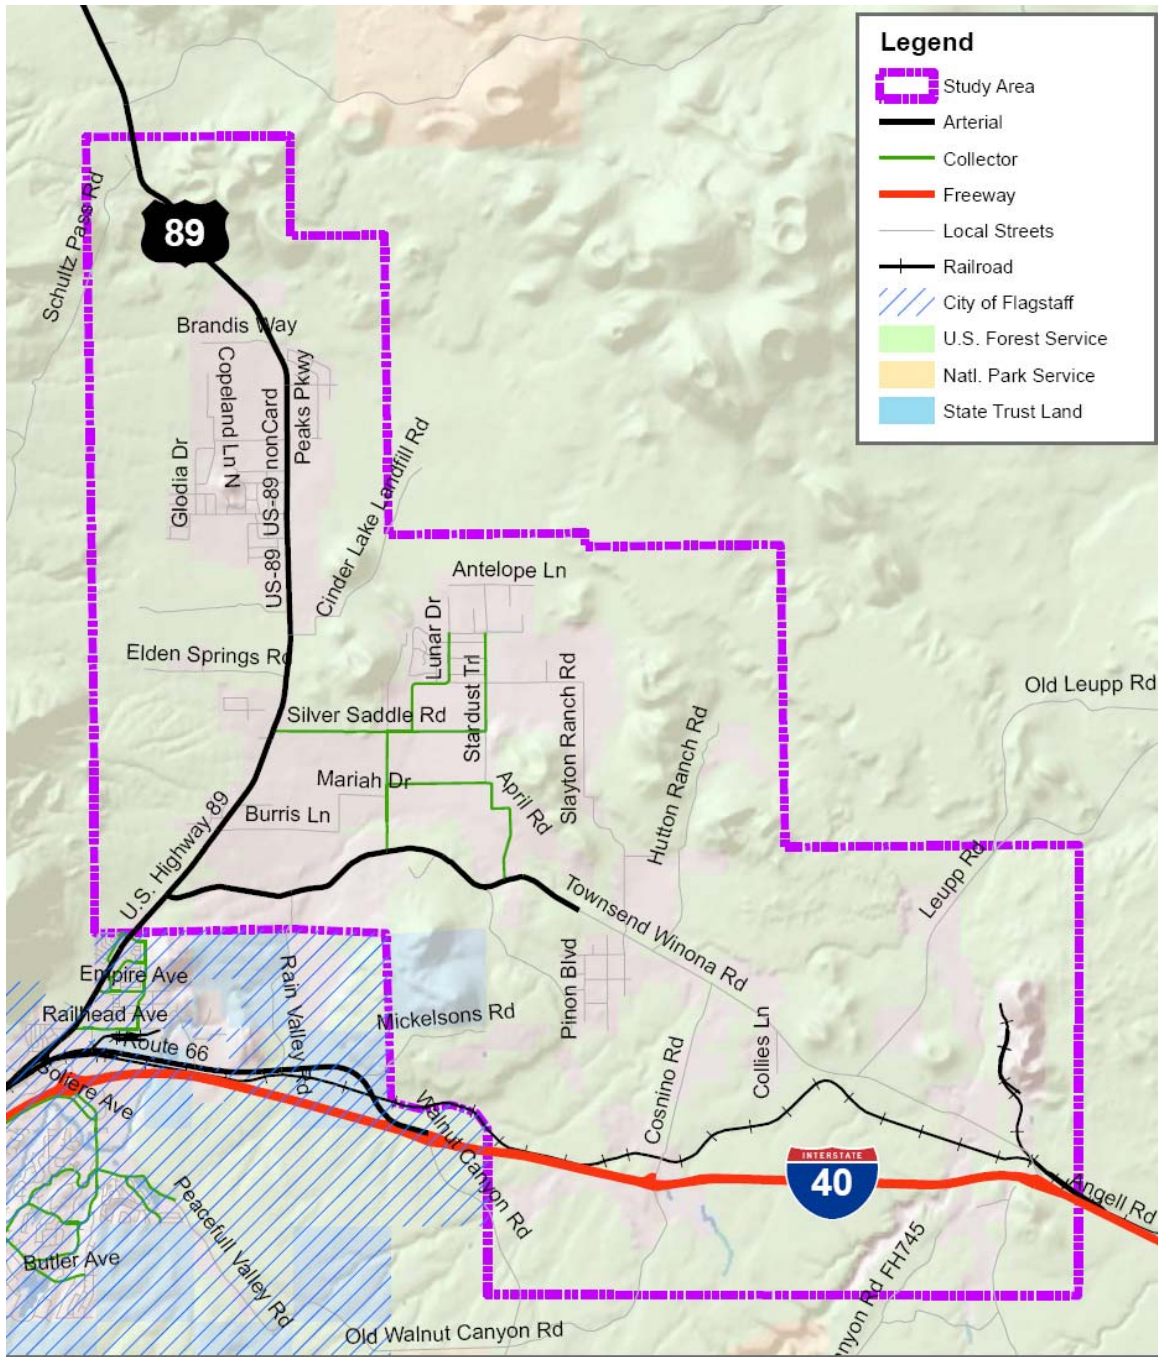 Legend
Study Area
Arterial
Collector
Freeway
Local Streets
Railroad
City of Flagstaff
U.S. Forest Service
Natl. Park Service
State Trust Land
Schultz Pass Rd
89
Brandis Way
Copeland Ln N
US-89 nonCard
Peaks Pkwy
Glodia Dr
US-89
Cinder Lake Landfill Rd
Antelope Ln
Lunar Dr
Elden Springs Rd
Stardust Trl
Slayton Ranch Rd
Old Leupp Rd
Silver Saddle Rd
Hutton Ranch Rd
Mariah Dr
April Rd
Burris Ln
U.S. Highway 89
Leupp Rd
Townsend Winona Rd
Empire Ave
Rain Valley Rd
Pinon Blvd
Railhead Ave
Mickelsons Rd
Route 66
Collies Ln
Cosnino Rd
Soliere Ave
Walnut Canyon Rd
INTERSTATE
40
Angell Rd
Peacefull Valley Rd
Butler Ave
nyon Rd FH745
Old Walnut Canyon Rd